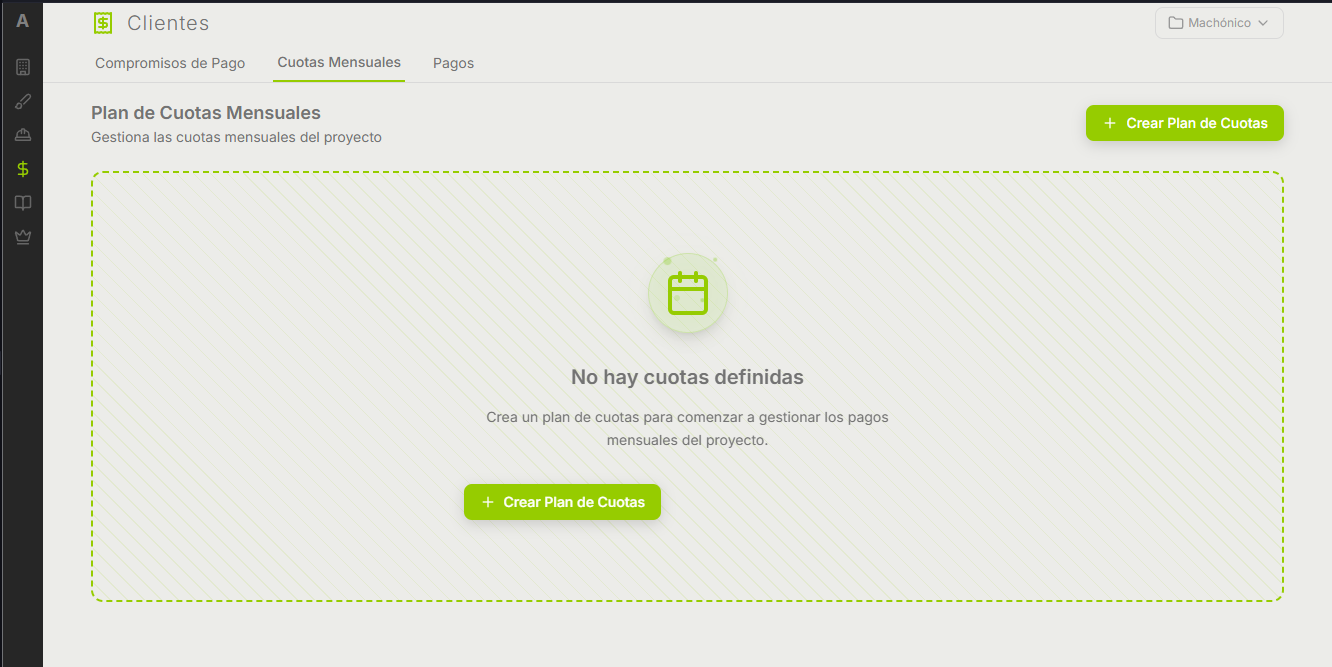 A
Clientes
Machónico
Compromisos de Pago
Cuotas Mensuales
Pagos
Plan de Cuotas Mensuales
Gestiona las cuotas mensuales del proyecto
+ Crear Plan de Cuotas
No hay cuotas definidas
Crea un plan de cuotas para comenzar a gestionar los pagos
mensuales del proyecto.
+ Crear Plan de Cuotas